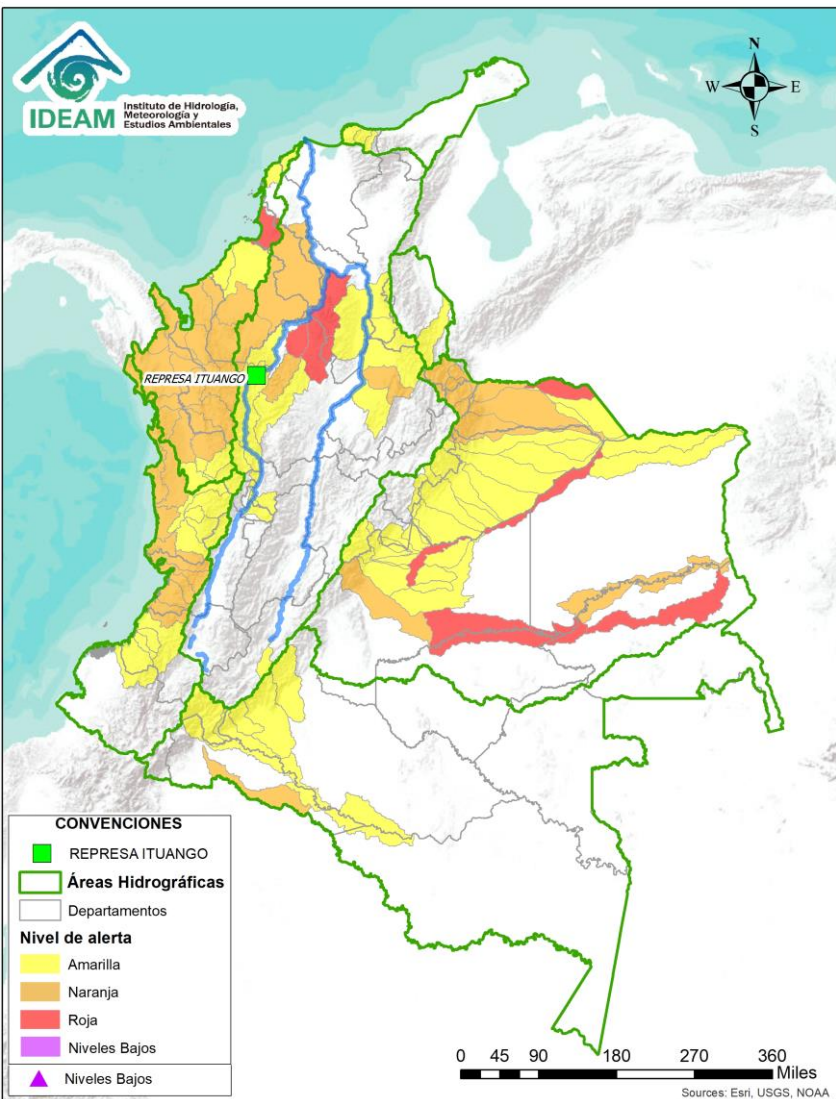 IDEAM
Instituto de Hidrología,
Meteorología y
Estudios Ambientales
N
W
E
S
REPRESA ITUANGO
CONVENCIONES
REPRESA ITUANGO
Áreas Hidrográficas
Departamentos
Nivel de alerta
Amarilla
Naranja
Roja
Niveles Bajos
Niveles Bajos
0 45 90 180 270 360
Miles
Sources: Esri, USGS, NOAA